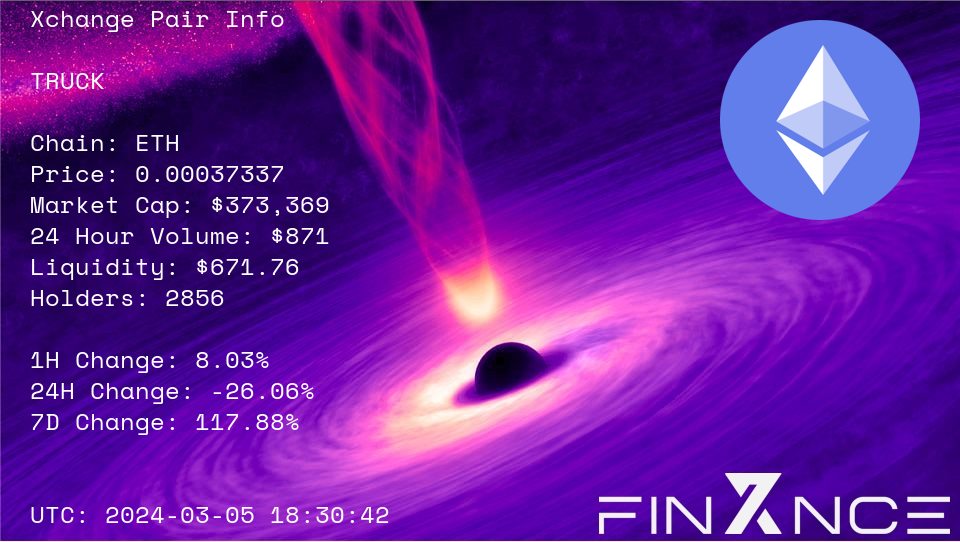 Xchange Pair Info
TRUCK
Chain: ETH
Price: 0.00037337
Market Cap: $373,369
24 Hour Volume: $871
Liquidity: $671.76
Holders: 2856
1H Change: 8.03%
24H Change: -26.06%
7D Change: 117.88%
UTC: 2024-03-05 18:30:42
FINXNCE